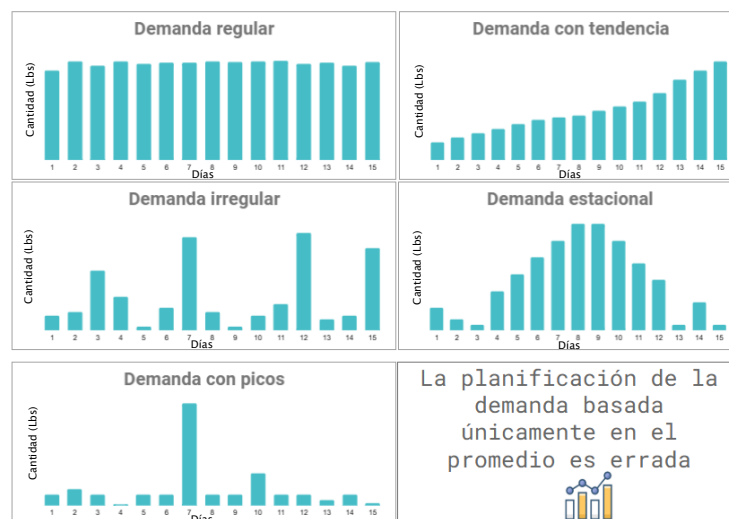 Demanda regular
Cantidad (Lbs)
1 2 3 4 5 6 7 8 9 10 11 12 13 14 15
Días
Demanda con tendencia
Cantidad (Lbs)
1 2 3 4 5 6 7 8 9 10 11 12 13 14 15
Días
Demanda irregular
Cantidad (Lbs)
1 2 3 4 5 6 7 8 9 10 11 12 13 14 15
Días
Demanda estacional
Cantidad (Lbs)
1 2 3 4 5 6 7 8 9 10 11 12 13 14 15
Días
Demanda con picos
Cantidad (Lbs)
1 2 3 4 5 6 7 8 9 10 11 12 13 14 15
Días
La planificación de la
demanda basada
únicamente en el
promedio es errada